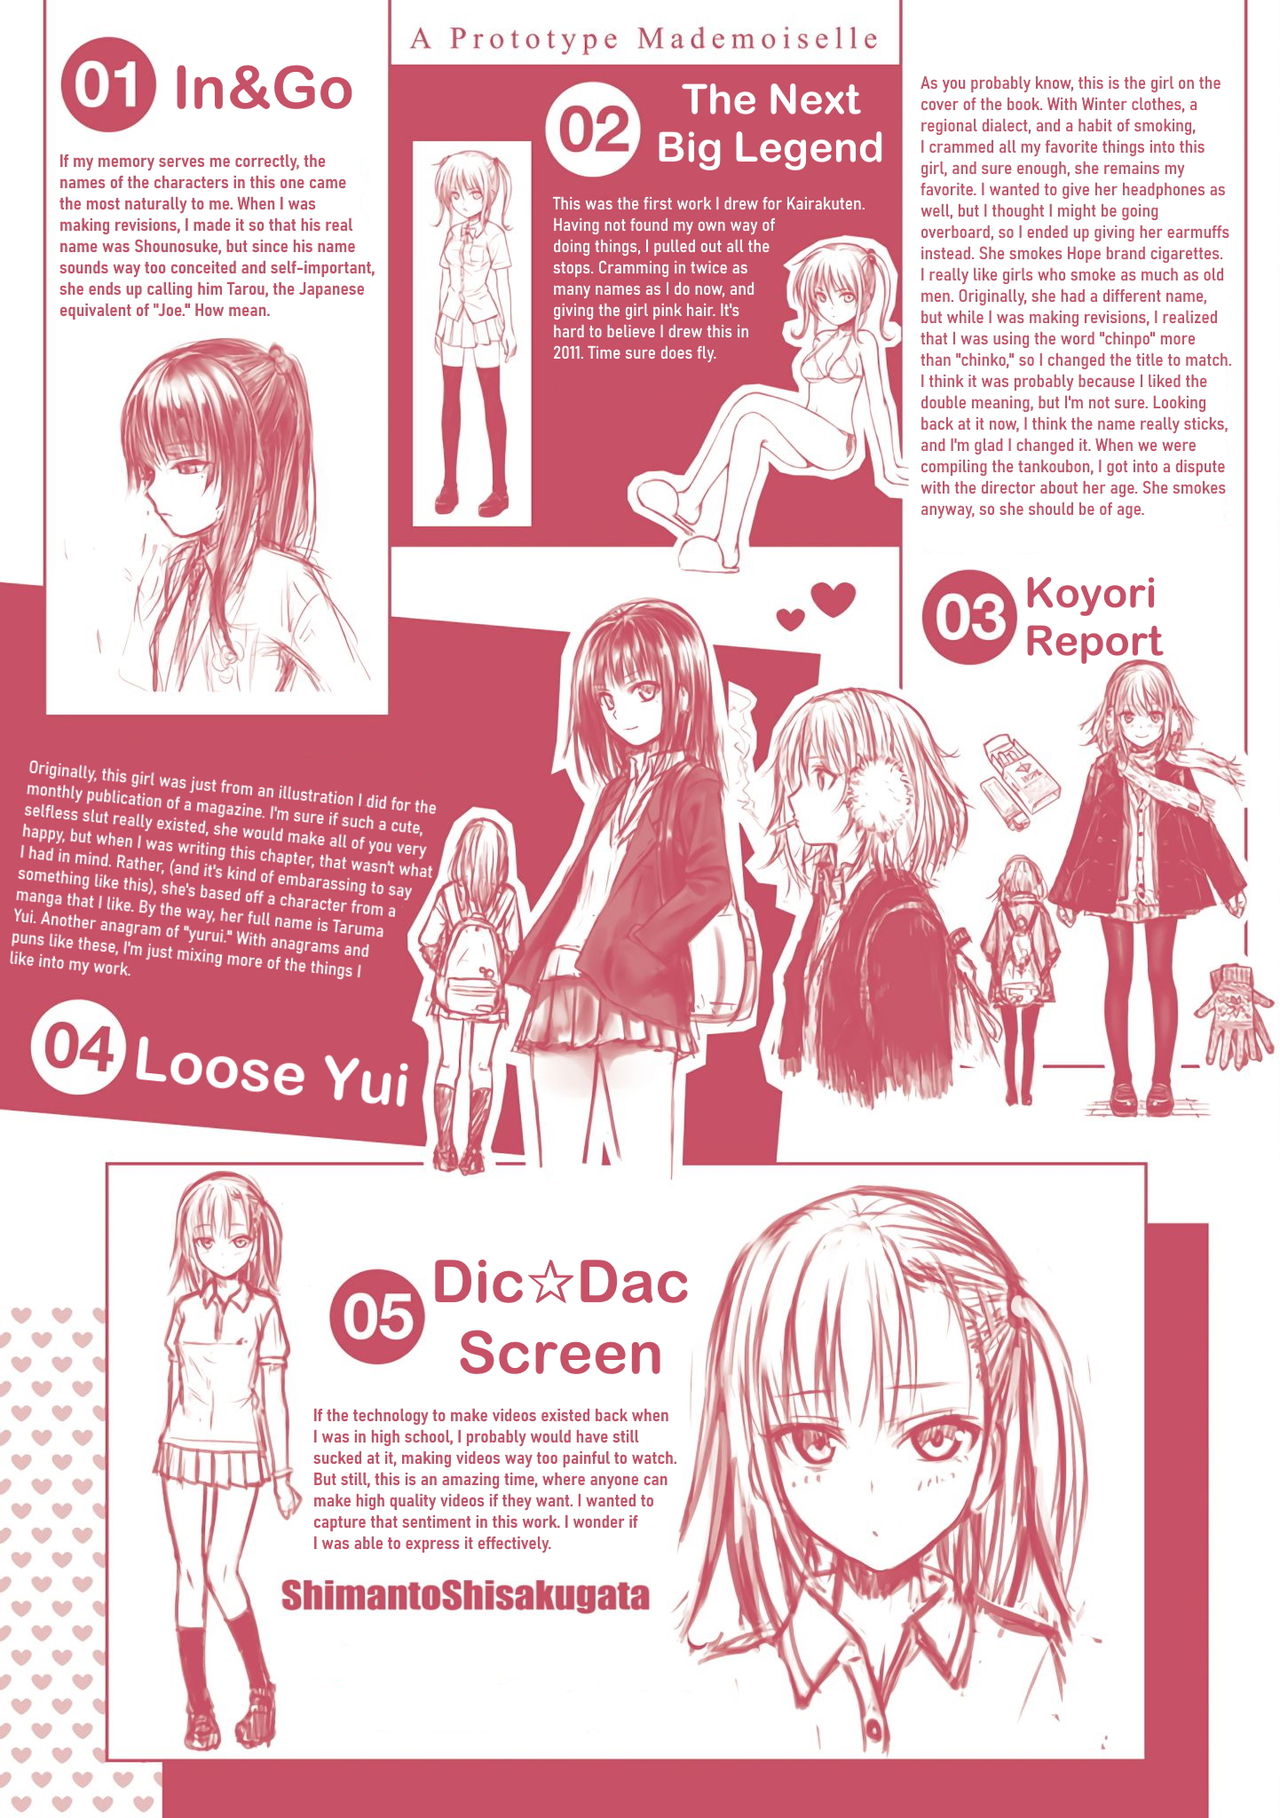 A Prototype Mademoiselle
01 In&Go
If my memory serves me correctly, the
names of the characters in this one came
the most naturally to me. When I was
making revisions, I made it so that his real
name was Shounosuke, but since his name
sounds way too conceited and self-important,
she ends up calling him Tarou, the Japanese
equivalent of "Joe." How mean.
02 The Next
Big Legend
This was the first work I drew for Kairakuten.
Having not found my own way of
doing things, I pulled out all the
stops. Cramming in twice as
many names as I do now, and
giving the girl pink hair. It's
hard to believe I drew this in
2011. Time sure does fly.
As you probably know, this is the girl on the
cover of the book. With Winter clothes, a
regional dialect, and a habit of smoking,
I crammed all my favorite things into this
girl, and sure enough, she remains my
favorite. I wanted to give her headphones as
well, but I thought I might be going
overboard, so I ended up giving her earmuffs
instead. She smokes Hope brand cigarettes.
I really like girls who smoke as much as old
men. Originally, she had a different name,
but while I was making revisions, I realized
that I was using the word "chinpo" more
than "chinko," so I changed the title to match.
I think it was probably because I liked the
double meaning, but I'm not sure. Looking
back at it now, I think the name really sticks,
and I'm glad I changed it. When we were
compiling the tankoubon, I got into a dispute
with the director about her age. She smokes
anyway, so she should be of age.
03 Koyori
Report
Originally, this girl was just from an illustration I did for the
monthly publication of a magazine. I'm sure if such a cute,
selfless slut really existed, she would make all of you very
happy, but when I was writing this chapter, that wasn't what
I had in mind. Rather, (and it's kind of embarassing to say
something like this), she's based off a character from a
manga that I like. By the way, her full name is Taruma
Yui. Another anagram of "yurui." With anagrams and
puns like these, I'm just mixing more of the things I
like into my work.
04 Loose Yui
05 Dic☆Dac
Screen
If the technology to make videos existed back when
I was in high school, I probably would have still
sucked at it, making videos way too painful to watch.
But still, this is an amazing time, where anyone can
make high quality videos if they want. I wanted to
capture that sentiment in this work. I wonder if
I was able to express it effectively.
ShimantoShisakugata